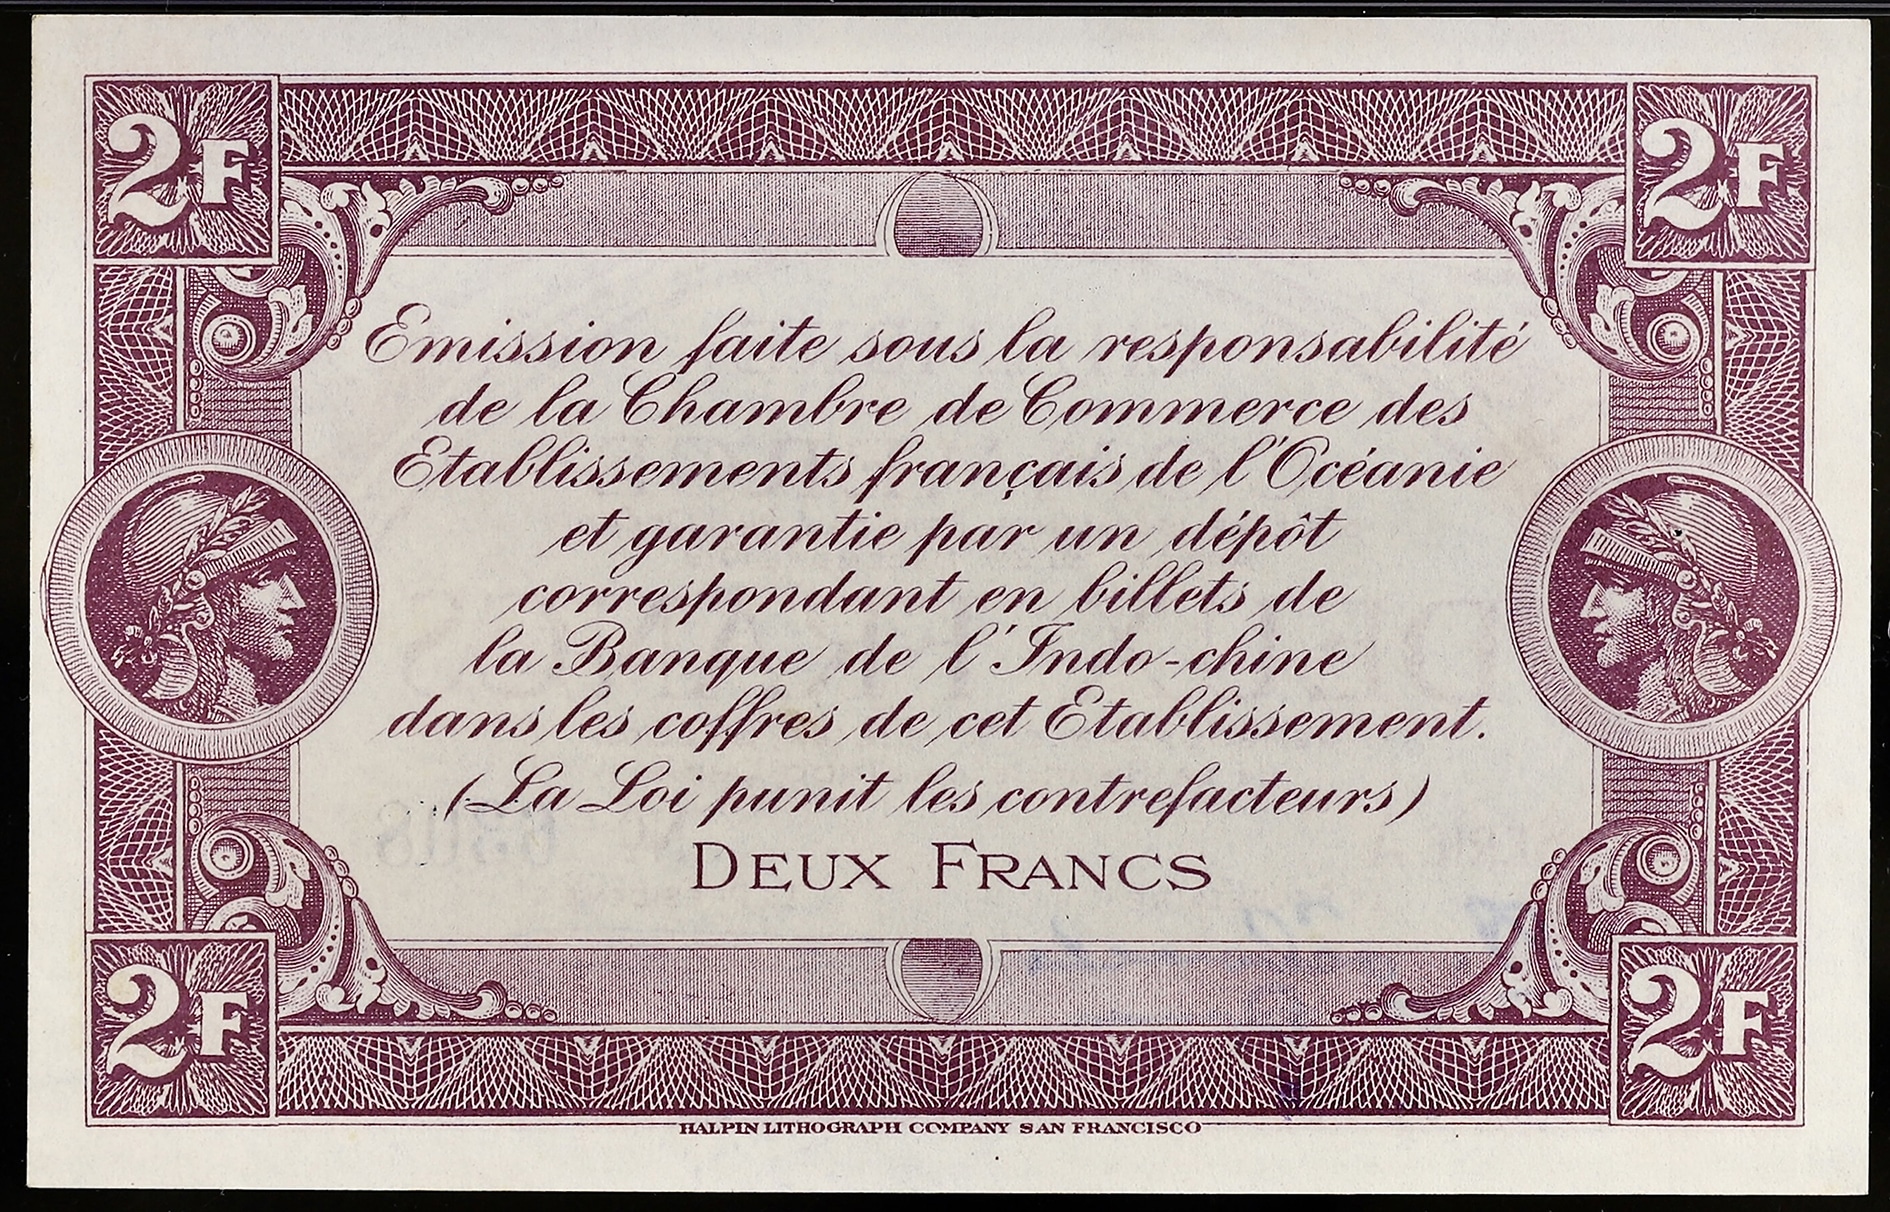 2F 2F
Emission faite sous la responsabilité
de la Chambre de Commerce des
Etablissements français de l'Océanie
et garantie par un dépôt
correspondant en billets de
la Banque de l'Indo-chine
dans les coffres de cet Etablissement.
(La Loi punit les contrefacteurs)
DEUX FRANCS
2F 2F
HALPIN LITHOGRAPH COMPANY SAN FRANCISCO